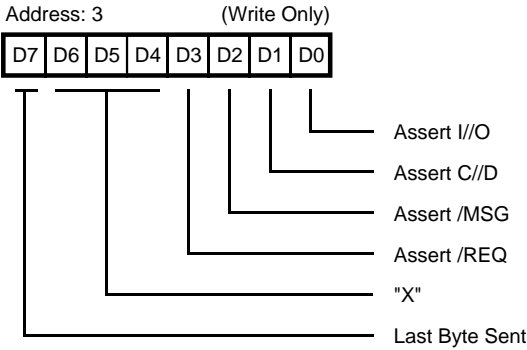 Address: 3 (Write Only)
D7 D6 D5 D4 D3 D2 D1 D0
Assert I//O
Assert C//D
Assert /MSG
Assert /REQ
"X"
Last Byte Sent